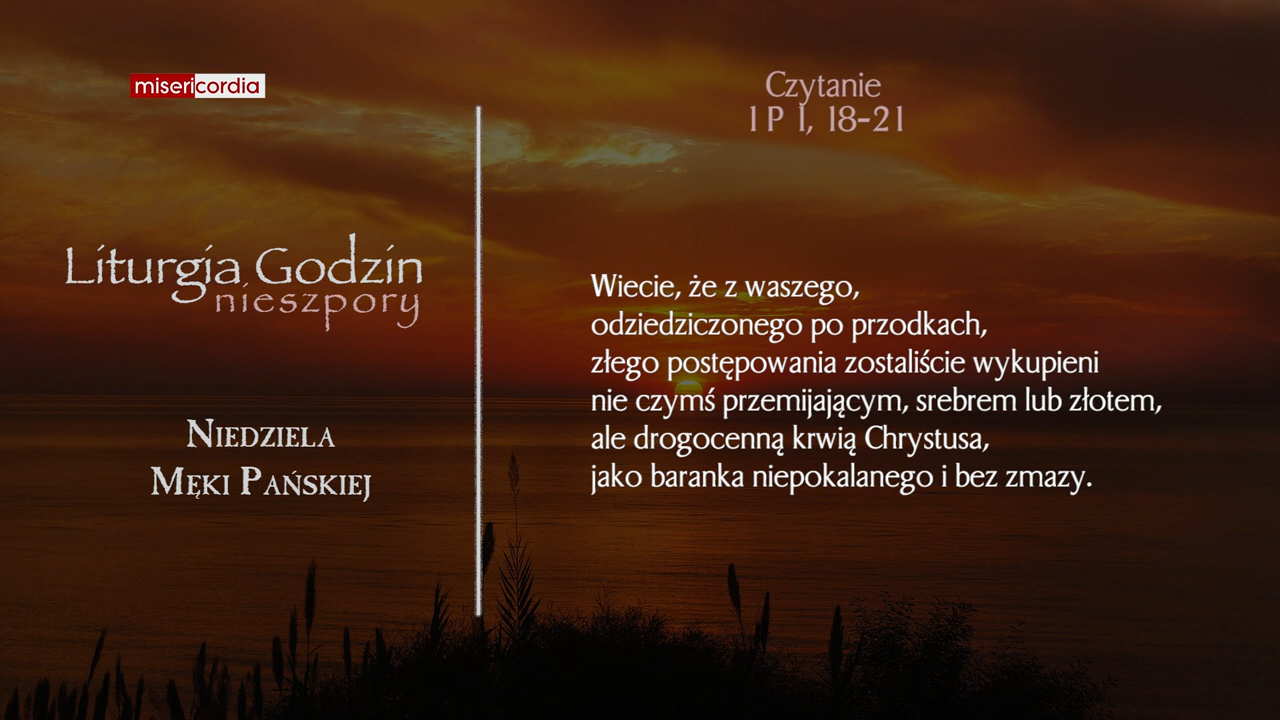 misericordia
Liturgia Godzin
nieszpory
Niedziela
Męki Pańskiej
Czytanie
1 P 1, 18-21
Wiecie, że z waszego,
odziedziczonego po przodkach,
złego postępowania zostaliście wykupieni
nie czymś przemijającym, srebrem lub złotem,
ale drogocenną krwią Chrystusa,
jako baranka niepokalanego i bez zmazy.